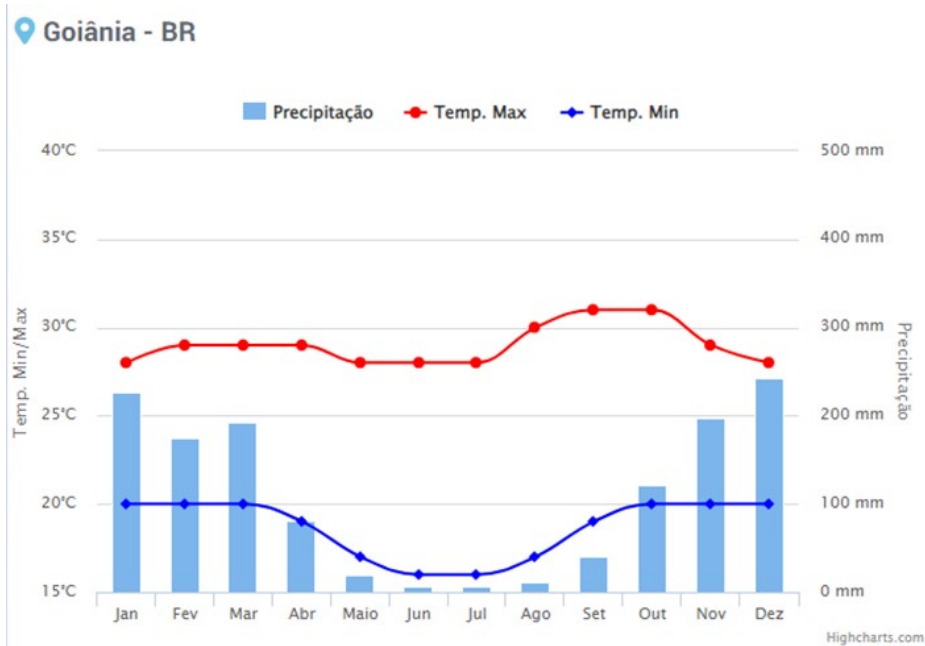 Goiânia - BR
Precipitação Temp. Max Temp. Min
40°C 500 mm
35°C 400 mm
30°C 300 mm
25°C 200 mm
20°C 100 mm
15°C 0 mm
Temp. Min/Max
Precipitação
Jan Fev Mar Abr Maio Jun Jul Ago Set Out Nov Dez
Highcharts.com